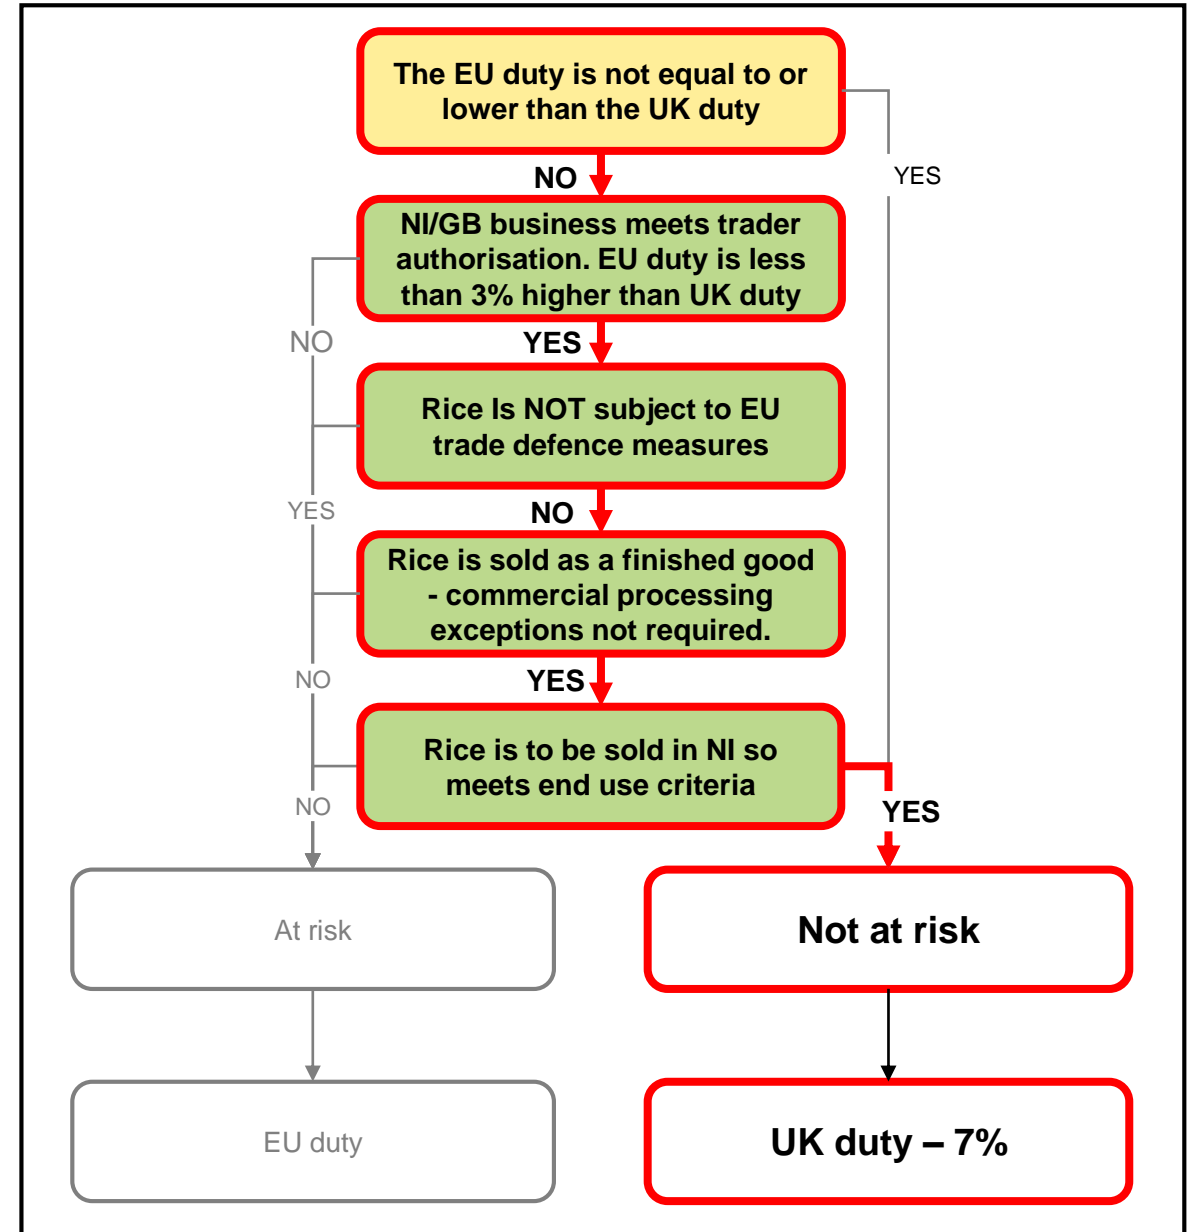 The EU duty is not equal to or
lower than the UK duty
NO
YES
NI/GB business meets trader
authorisation. EU duty is less
than 3% higher than UK duty
NO
YES
Rice Is NOT subject to EU
trade defence measures
YES
NO
Rice is sold as a finished good
- commercial processing
exceptions not required.
NO
YES
Rice is to be sold in NI so
meets end use criteria
NO
YES
At risk
Not at risk
EU duty
UK duty – 7%